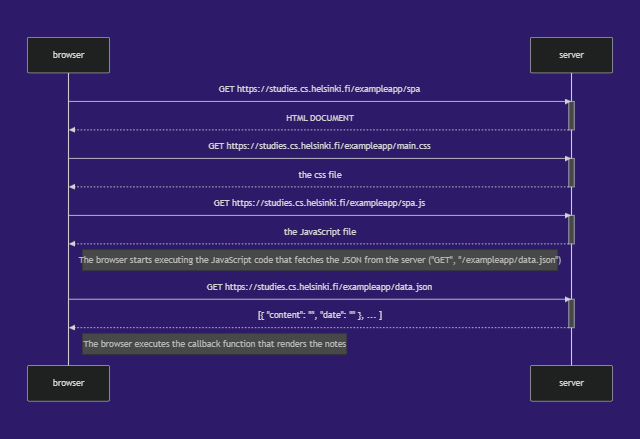 browser server
GET https://studies.cs.helsinki.fi/exampleapp/spa
HTML DOCUMENT
GET https://studies.cs.helsinki.fi/exampleapp/main.css
the css file
GET https://studies.cs.helsinki.fi/exampleapp/spa.js
the JavaScript file
The browser starts executing the JavaScript code that fetches the JSON from the server ("GET", "/exampleapp/data.json")
GET https://studies.cs.helsinki.fi/exampleapp/data.json
[{ "content": "", "date": "" }, ... ]
The browser executes the callback function that renders the notes
browser server